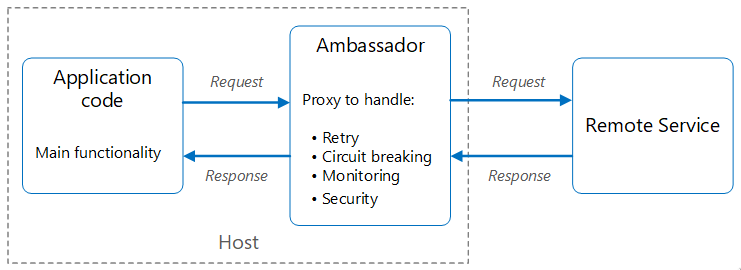 Application
code
Main functionality
Request
Response
Ambassador
Proxy to handle:
• Retry
• Circuit breaking
• Monitoring
• Security
Request
Response
Remote Service
Host